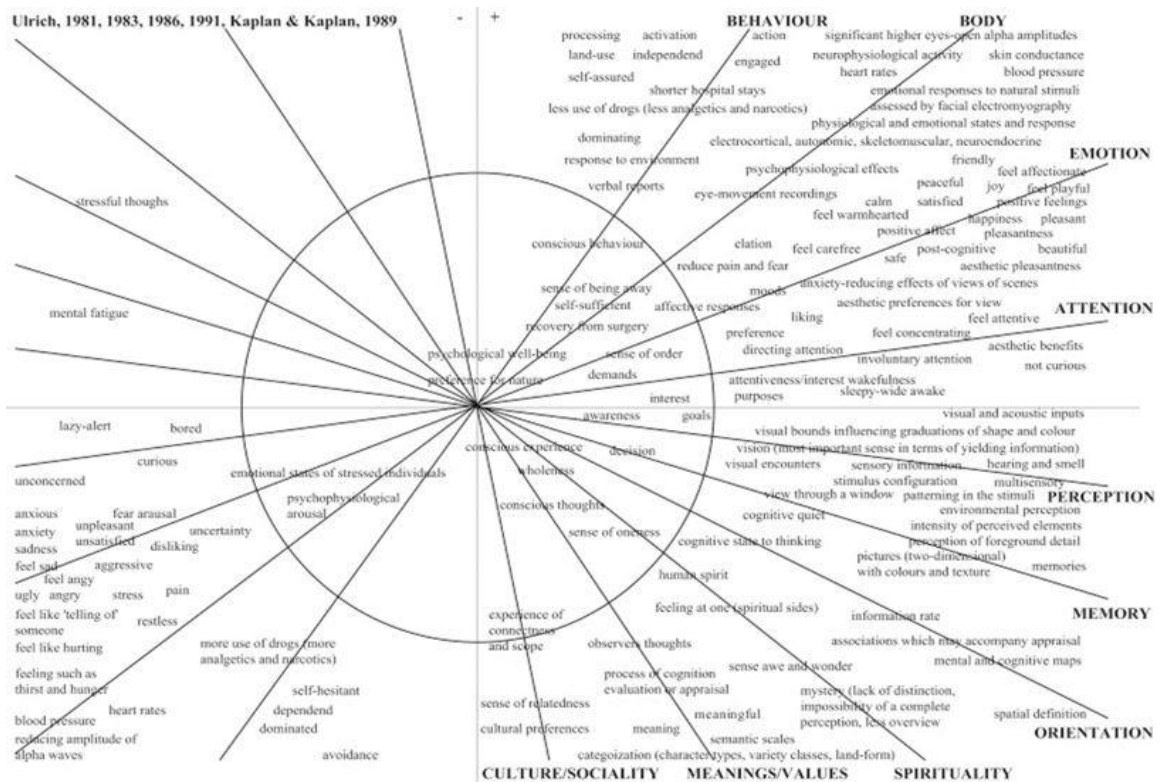 Ulrich, 1981, 1983, 1986, 1991, Kaplan & Kaplan, 1989
- +
BEHAVIOUR
BODY
processing activation action significant higher eyes-open alpha amplitudes
land-use independend engaged neurophysiological activity skin conductance
self-assured heart rates blood pressure
shorter hospital stays emotional responses to natural stimuli
less use of drogs (less analgetics and narcotics) assessed by facial electromyography
physiological and emotional states and response
dominating electrocortical, autonomic, skeletomuscular, neuroendocrine
EMOTION
response to environment psychophysiological effects friendly
feel affectionate
verbal reports eye-movement recordings peaceful joy feel playful
stressful thoughs calm satisfied positive feelings
feel warmhearted happiness pleasant
positive affect pleasantness
conscious behaviour clation feel carefree post-cognitive beautiful
safe
reduce pain and fear aesthetic pleasantness
sense of being away moods anxiety-reducing effects of views of scenes
self-sufficient affective responses aesthetic preferences for view
ATTENTION
mental fatigue liking feel attentive
recovery from surgery preference feel concentrating
psychological well-being sense of order directing attention aesthetic benefits
involuntary attention not curious
preference for nature demands attentiveness/interest wakefulness
interest purposes sleepy-wide awake
awareness goals visual and acoustic inputs
lazy-alert bored visual bounds influencing graduations of shape and colour
conscious experience decision vision (most important sense in terms of yielding information)
curious visual encounters sensory information hearing and smell
emotional states of stressed individuals wholeness
unconcerned stimulus configuration multisensory
psychophysiological
arousal
view through a window patterning in the stimuli
PERCEPTION
conscious thoughts environmental perception
anxious fear arausal cognitive quiet
anxiety unpleasant uncertainty intensity of perceived elements
sense of oneness
sadness unsatisfied disliking cognitive state to thinking perception of foreground detail
feel sad aggressive pictures (two-dimensional)
with colours and texture
memories
feel angy human spirit
ugly angry stress pain
MEMORY
feel like 'telling of'
someone
restless experience of
connectness
and scope
feeling at one (spiritual sides) information rate
feel like hurting more use of drogs (more
analgetics and narcotics)
observers thoughts associations which may accompany appraisal
feeling such as
thirst and hunger
process of cognition
evaluation or appraisal
sense awe and wonder mental and cognitive maps
self-hesitant sense of relatedness mystery (lack of distinction,
impossibility of a complete
perception, less overview
heart rates dependend meaningful spatial definition
blood pressure dominated cultural preferences meaning
ORIENTATION
reducing amplitude of
alpha waves
semantic scales
avoidance categoization (character types, variety classes, land-form)
CULTURE/SOCIALITY MEANINGS/VALUES SPIRITUALITY